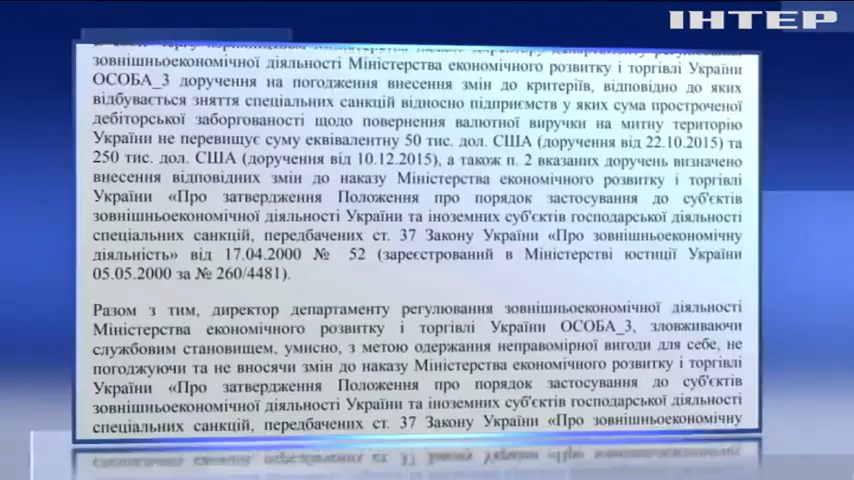 ІНТЕР
зовнішньоекономічної діяльності Міністерства економічного розвитку і торгівлі України
ОСОБА_3 доручення на погодження внесення змін до критеріїв, відповідно до яких
відбувається зняття спеціальних санкцій відносно підприємств у яких сума простроченої
дебіторської заборгованості щодо повернення валютної виручки на митну територію
України не перевищує суму еквівалентну 50 тис. дол. США (доручення від 22.10.2015) та
250 тис. дол. США (доручення від 10.12.2015), а також п. 2 вказаних доручень визначено
внесення відповідних змін до наказу Міністерства економічного розвитку і торгівлі
України «Про затвердження Положення про порядок застосування до суб'єктів
зовнішньоекономічної діяльності України та іноземних суб'єктів господарської діяльності
спеціальних санкцій, передбачених ст. 37 Закону України «Про зовнішньоекономічну
діяльність» від 17.04.2000 № 52 (зареєстрований в Міністерстві юстиції України
05.05.2000 за № 260/4481).
Разом з тим, директор департаменту регулювання зовнішньоекономічної діяльності
Міністерства економічного розвитку і торгівлі України ОСОБА_3, зловживаючи
службовим становищем, умисно, з метою одержання неправомірної вигоди для себе, не
погоджуючи та не вносячи змін до наказу Міністерства економічного розвитку і торгівлі
України «Про затвердження Положення про порядок застосування до суб'єктів
зовнішньоекономічної діяльності України та іноземних суб'єктів господарської діяльності
спеціальних санкцій, передбачених ст. 37 Закону України «Про зовнішньоекономічну